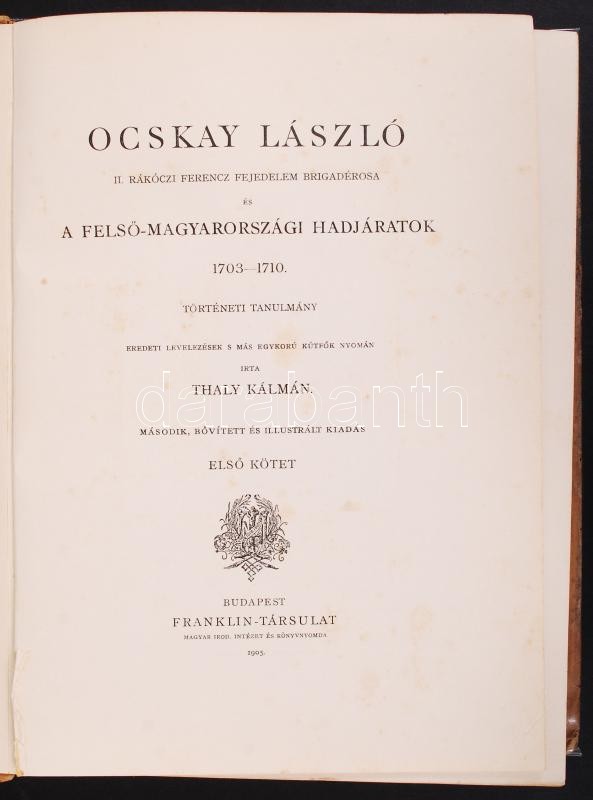 OCSKAY LÁSZLÓ
II. RÁKÓCZI FERENCZ FEJEDELEM BRIGADÉROSA
ÉS
A FELSŐ-MAGYARORSZÁGI HADJÁRATOK
1703—1710.
TÖRTÉNETI TANULMÁNY
EREDETI LEVELEZÉSEK S MÁS EGYKORÚ KÚTFŐK NYOMÁN
IRTA
THALY KÁLMÁN.
darabanth
MÁSODIK, BŐVÍTETT ÉS ILLUSTRÁLT KIADÁS
ELSŐ KÖTET
BUDAPEST
FRANKLIN-TÁRSULAT
MAGYAR IROD. INTÉZET ÉS KÖNYVNYOMDA
1905.